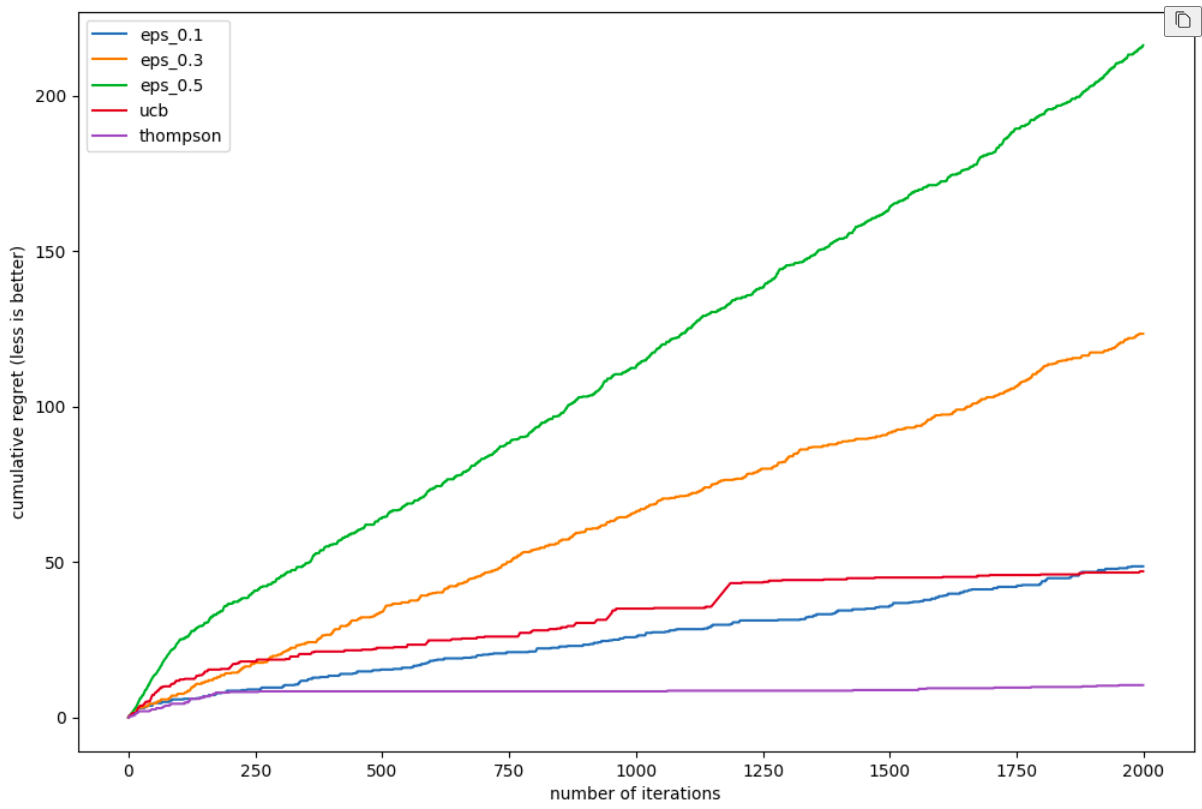 eps_0.1
eps_0.3
eps_0.5
ucb
thompson
cumulative regret (less is better)
200
150
100
50
0
0 250 500 750 1000 1250 1500 1750 2000
number of iterations